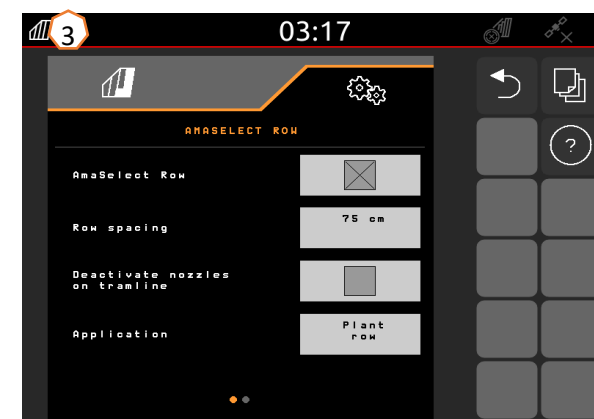 3
03:17
AMASELECT ROW
AmaSelect Row
75 cm
Row spacing
Deactivate nozzles
on tramline
Plant
row
Application
?